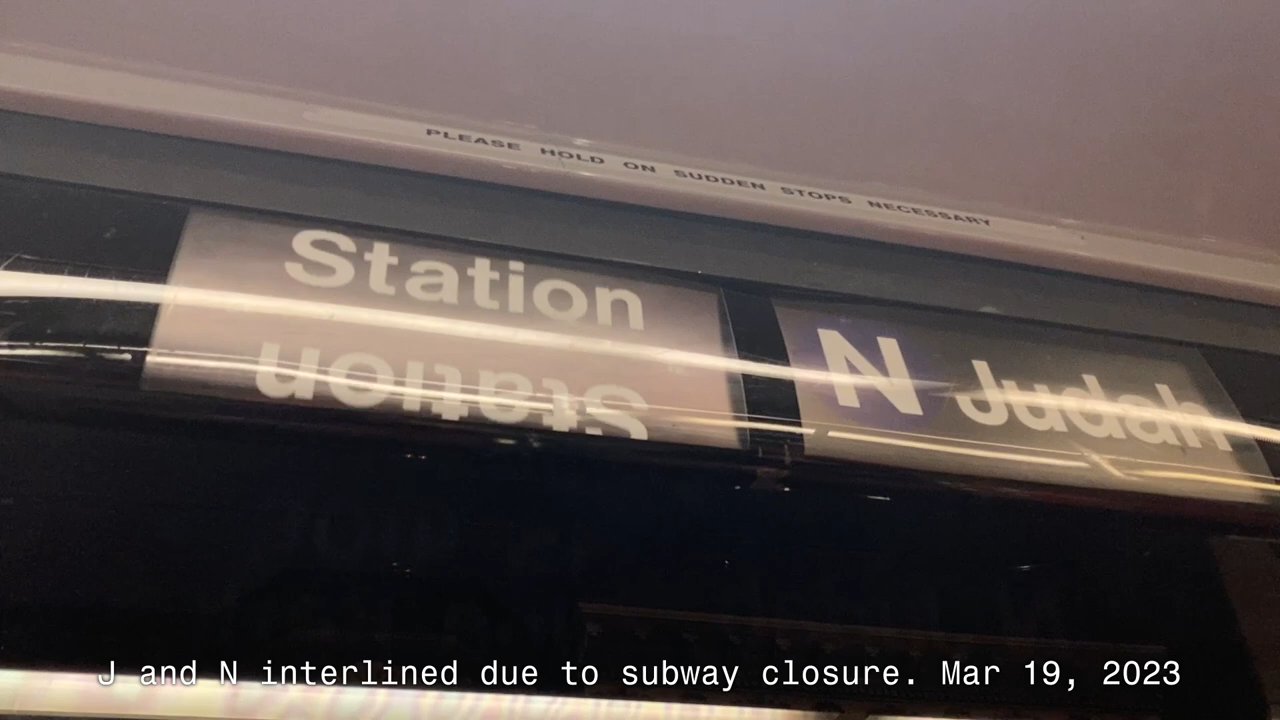 PLEASE HOLD ON SUDDEN STOPS NECESSARY
Station
Station
N Judah
J and N interlined due to subway closure. Mar 19, 2023